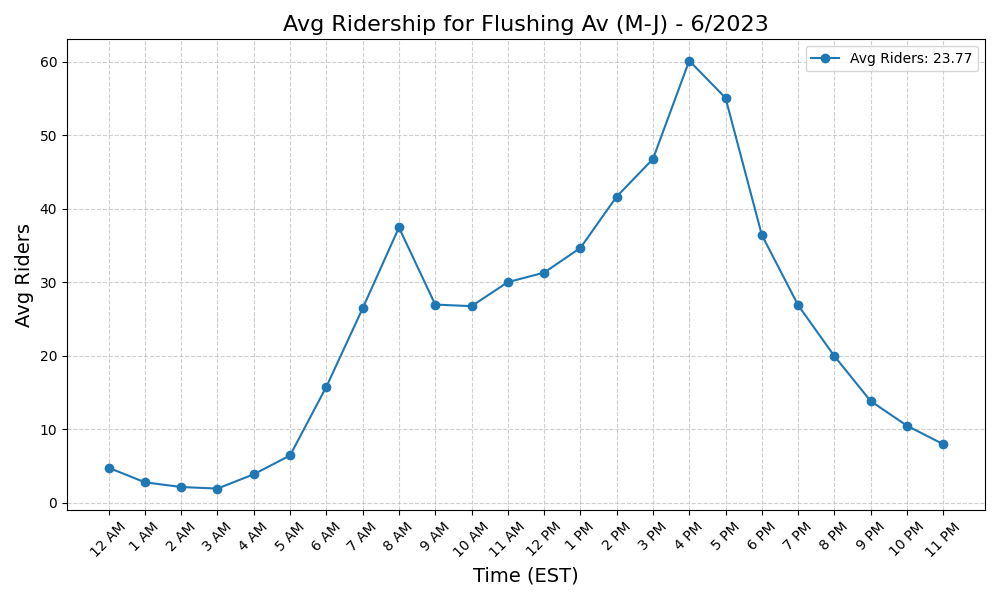 Avg Ridership for Flushing Av (M-J) - 6/2023
Avg Riders: 23.77
Avg Riders
60
50
40
30
20
10
0
12 AM
1 AM
2 AM
3 AM
4 AM
5 AM
6 AM
7 AM
8 AM
9 AM
10 AM
11 AM
12 PM
1 PM
2 PM
3 PM
4 PM
5 PM
6 PM
7 PM
8 PM
9 PM
10 PM
11 PM
Time (EST)